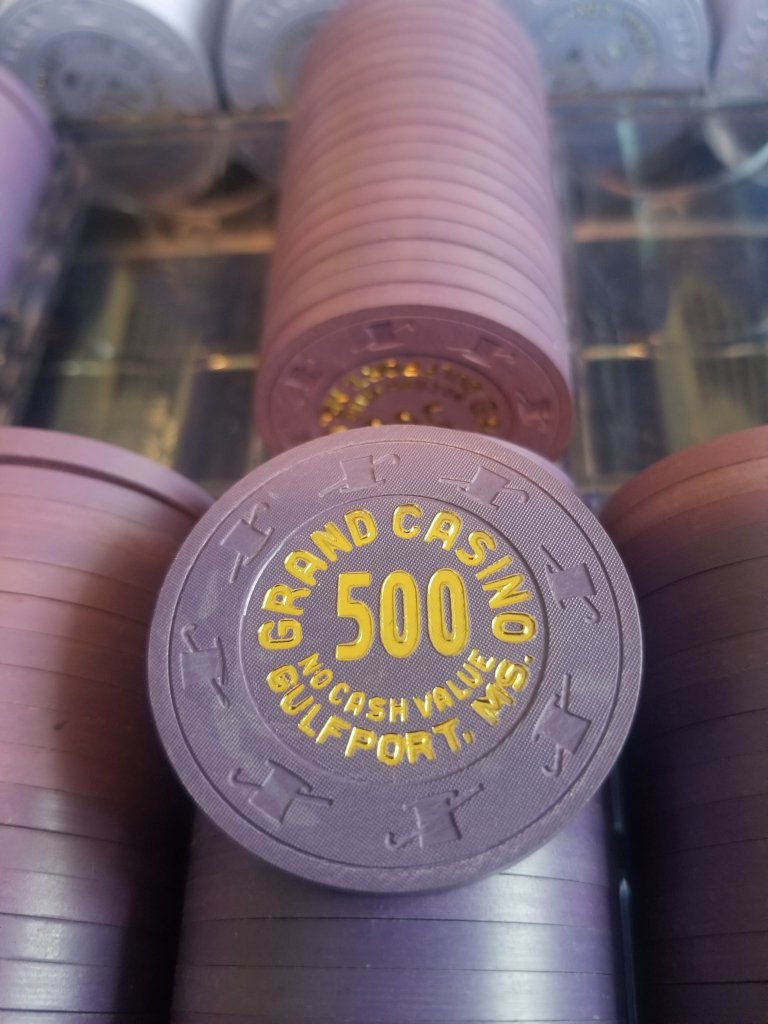 GRAND CASINO
500
NO CASH VALUE
GULFPORT, MS.